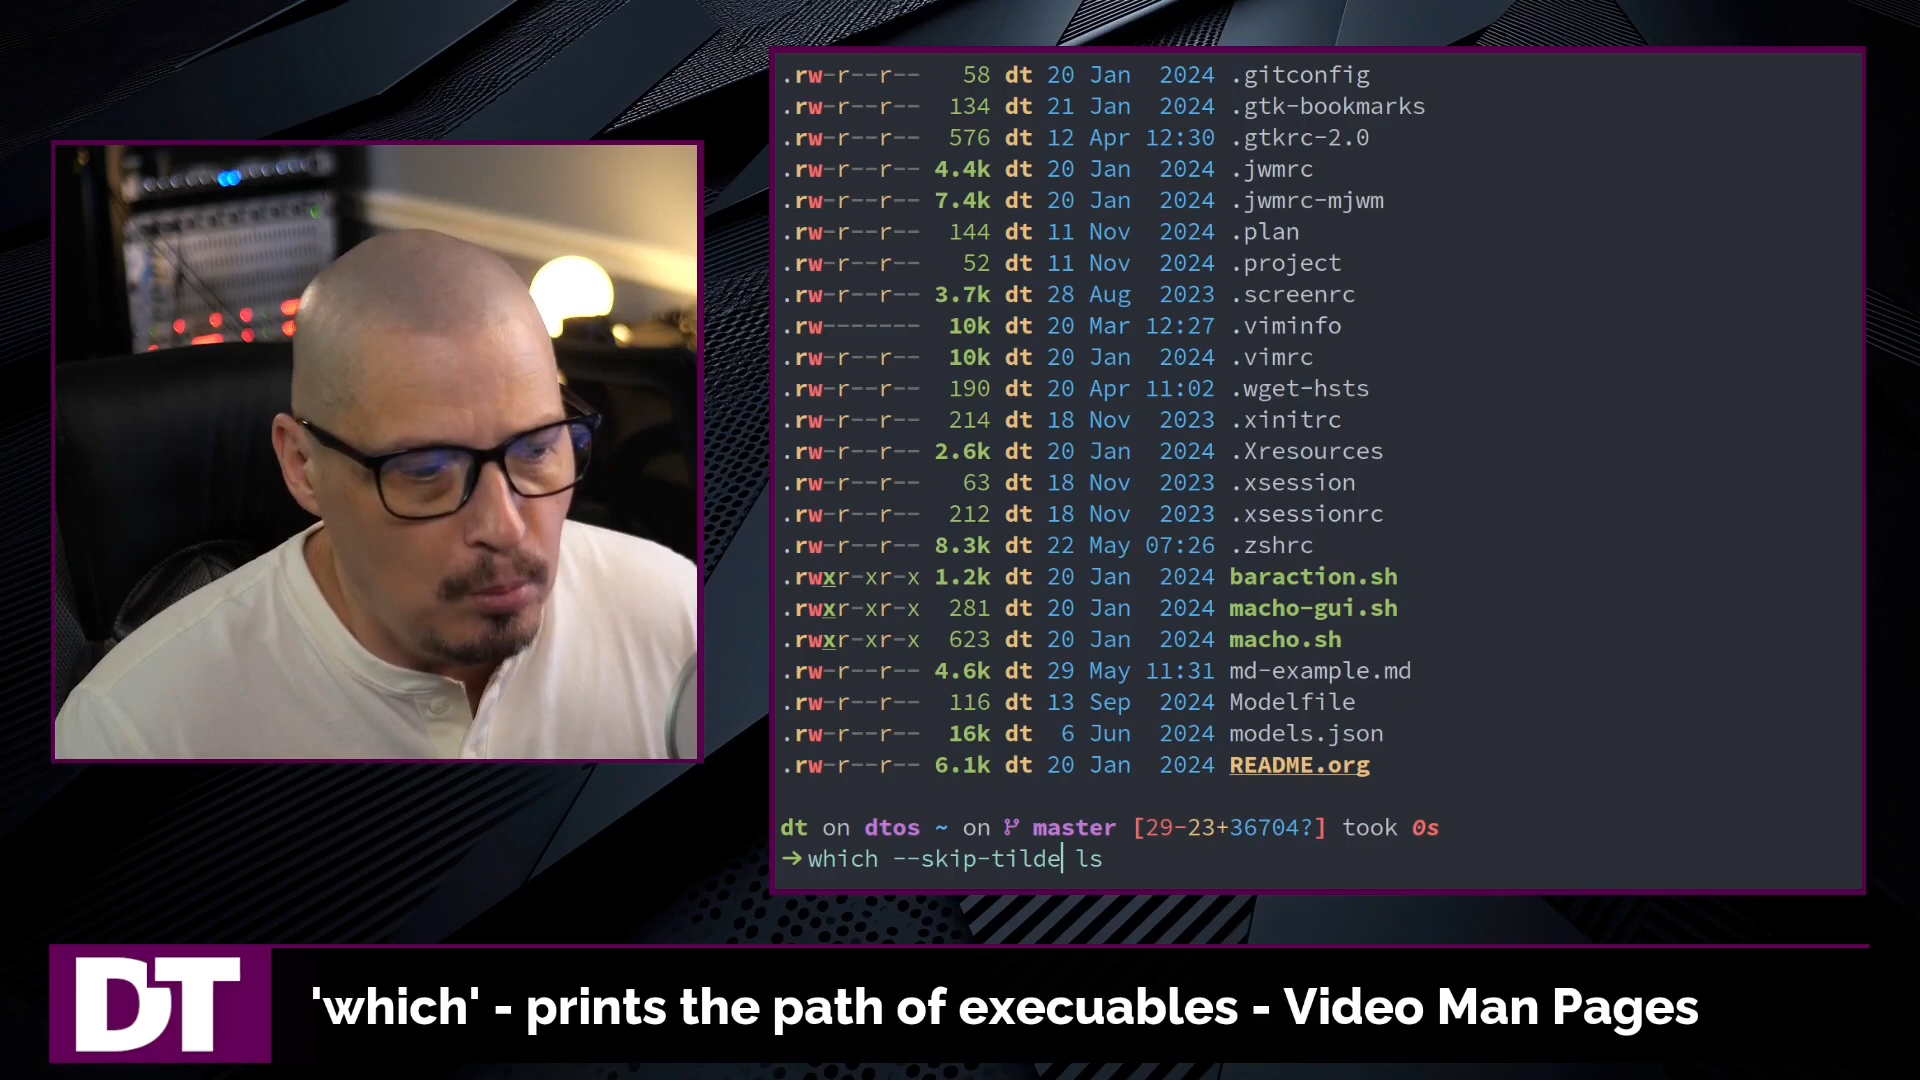 .rw-r--r-- 58 dt 20 Jan 2024 .gitconfig
.rw-r--r-- 134 dt 21 Jan 2024 .gtk-bookmarks
.rw-r--r-- 576 dt 12 Apr 12:30 .gtkrc-2.0
.rw-r--r-- 4.4k dt 20 Jan 2024 .jwmrc
.rw-r--r-- 7.4k dt 20 Jan 2024 .jwmrc-mjwm
.rw-r--r-- 144 dt 11 Nov 2024 .plan
.rw-r--r-- 52 dt 11 Nov 2024 .project
.rw-r--r-- 3.7k dt 28 Aug 2023 .screenrc
.rw------- 10k dt 20 Mar 12:27 .viminfo
.rw-r--r-- 10k dt 20 Jan 2024 .vimrc
.rw-r--r-- 190 dt 20 Apr 11:02 .wget-hsts
.rw-r--r-- 214 dt 18 Nov 2023 .xinitrc
.rw-r--r-- 2.6k dt 20 Jan 2024 .Xresources
.rw-r--r-- 63 dt 18 Nov 2023 .xsession
.rw-r--r-- 212 dt 18 Nov 2023 .xsessionrc
.rw-r--r-- 8.3k dt 22 May 07:26 .zshrc
.rwxr-xr-x 1.2k dt 20 Jan 2024 baraction.sh
.rwxr-xr-x 281 dt 20 Jan 2024 macho-gui.sh
.rwxr-xr-x 623 dt 20 Jan 2024 macho.sh
.rw-r--r-- 4.6k dt 29 May 11:31 md-example.md
.rw-r--r-- 116 dt 13 Sep 2024 Modelfile
.rw-r--r-- 16k dt 6 Jun 2024 models.json
.rw-r--r-- 6.1k dt 20 Jan 2024 README.org
dt on dtos ~ on master [29-23+36704?] took 0s
➔which --skip-tilde ls
DT
'which' - prints the path of execuables - Video Man Pages